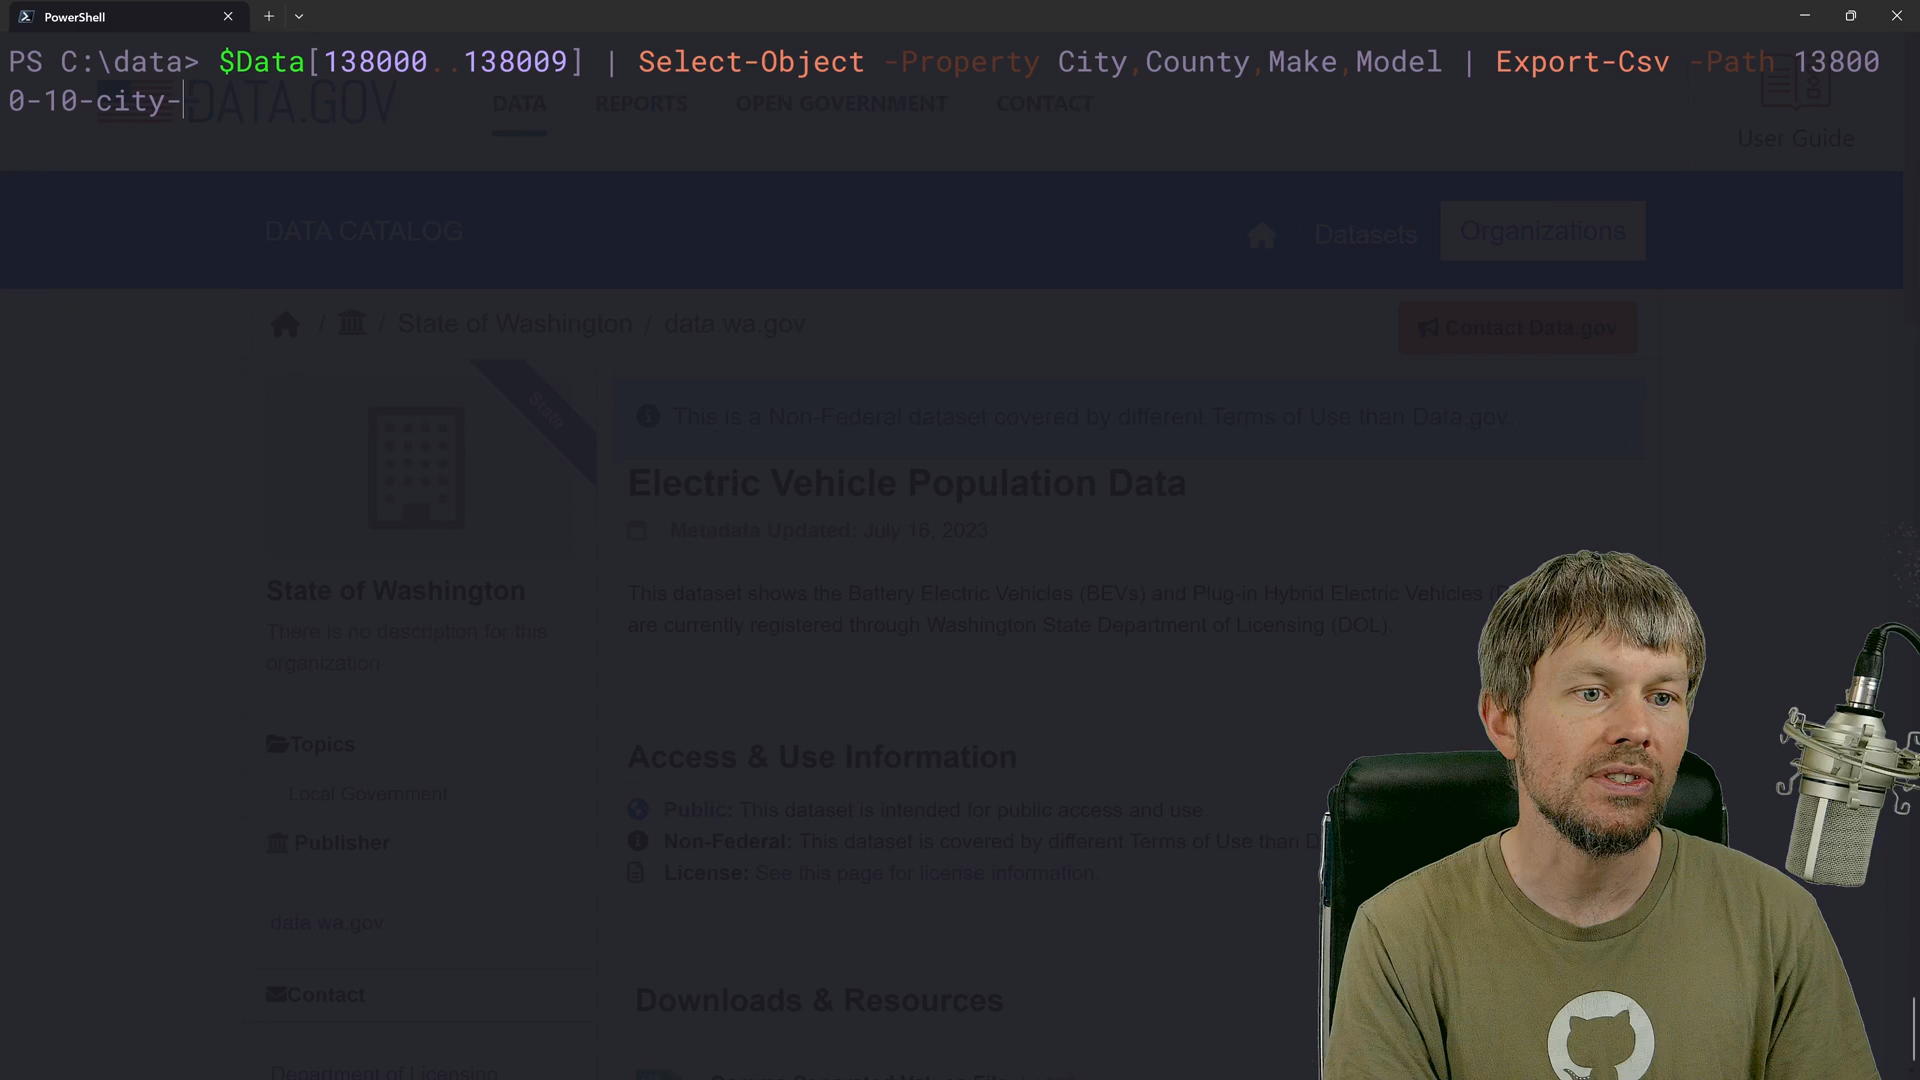 PowerShell
PS C:\data> $Data[138000..138009] | Select-Object -Property City,County,Make,Model | Export-Csv -Path 13800
0-10-city-
DATA.GOV
DATA REPORTS OPEN GOVERNMENT CONTACT
User Guide
DATA CATALOG
Datasets Organizations
/ / State of Washington / data.wa.gov
Contact Data.gov
State
This is a Non-Federal dataset covered by different Terms of Use than Data.gov.
Electric Vehicle Population Data
Metadata Updated: July 16, 2023
State of Washington
There is no description for this
organization
This dataset shows the Battery Electric Vehicles (BEVs) and Plug-in Hybrid Electric Vehicles
are currently registered through Washington State Department of Licensing (DOL).
Topics
Local Government
Publisher
data.wa.gov
Contact
Department of Licensing
Access & Use Information
Public: This dataset is intended for public access and use.
Non-Federal: This dataset is covered by different Terms of Use than
License: See this page for license information.
Downloads & Resources